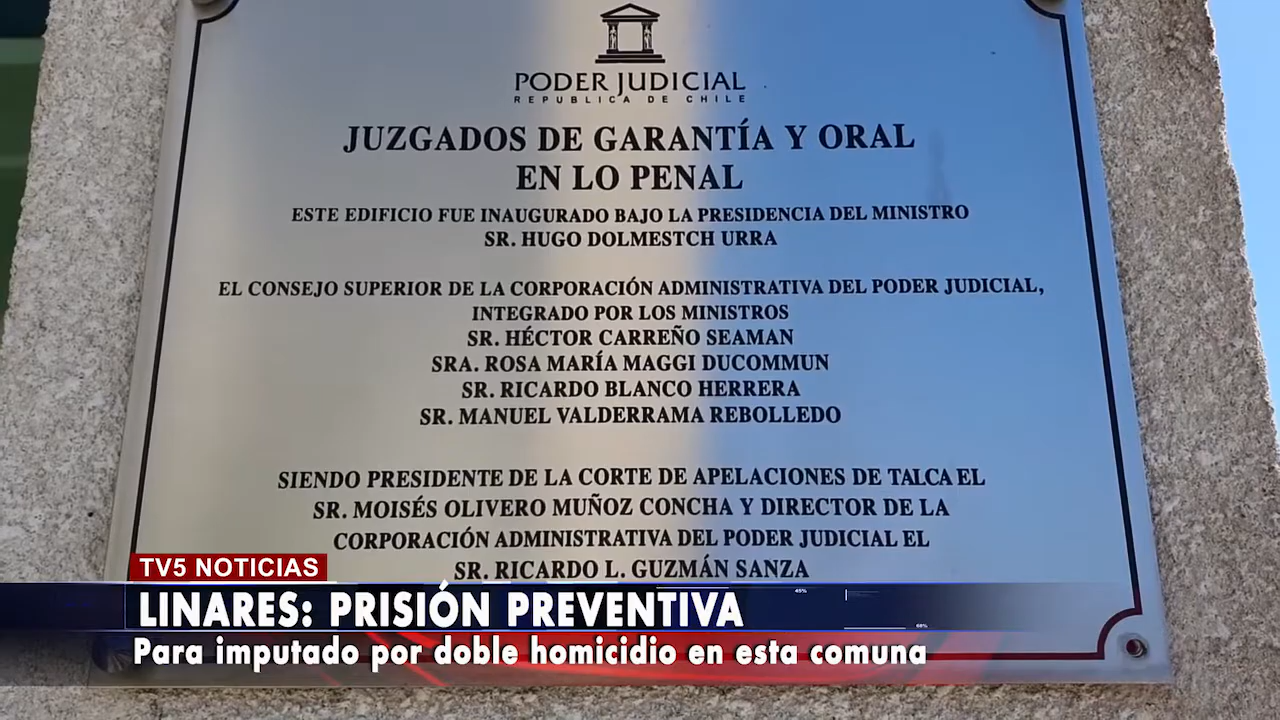 PODER JUDICIAL
REPUBLICA DE CHILE
JUZGADOS DE GARANTÍA Y ORAL
EN LO PENAL
ESTE EDIFICIO FUE INAUGURADO BAJO LA PRESIDENCIA DEL MINISTRO
SR. HUGO DOLMESTCH URRA
EL CONSEJO SUPERIOR DE LA CORPORACIÓN ADMINISTRATIVA DEL PODER JUDICIAL,
INTEGRADO POR LOS MINISTROS
SR. HÉCTOR CARREÑO SEAMAN
SRA. ROSA MARÍA MAGGI DUCOMMUN
SR. RICARDO BLANCO HERRERA
SR. MANUEL VALDERRAMA REBOLLEDO
SIENDO PRESIDENTE DE LA CORTE DE APELACIONES DE TALCA EL
SR. MOISÉS OLIVERO MUÑOZ CONCHA Y DIRECTOR DE LA
CORPORACIÓN ADMINISTRATIVA DEL PODER JUDICIAL EL
SR. RICARDO L. GUZMÁN SANZA
TV5 NOTICIAS
LINARES: PRISIÓN PREVENTIVA
Para imputado por doble homicidio en esta comuna